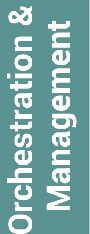 Orchestration &
Management